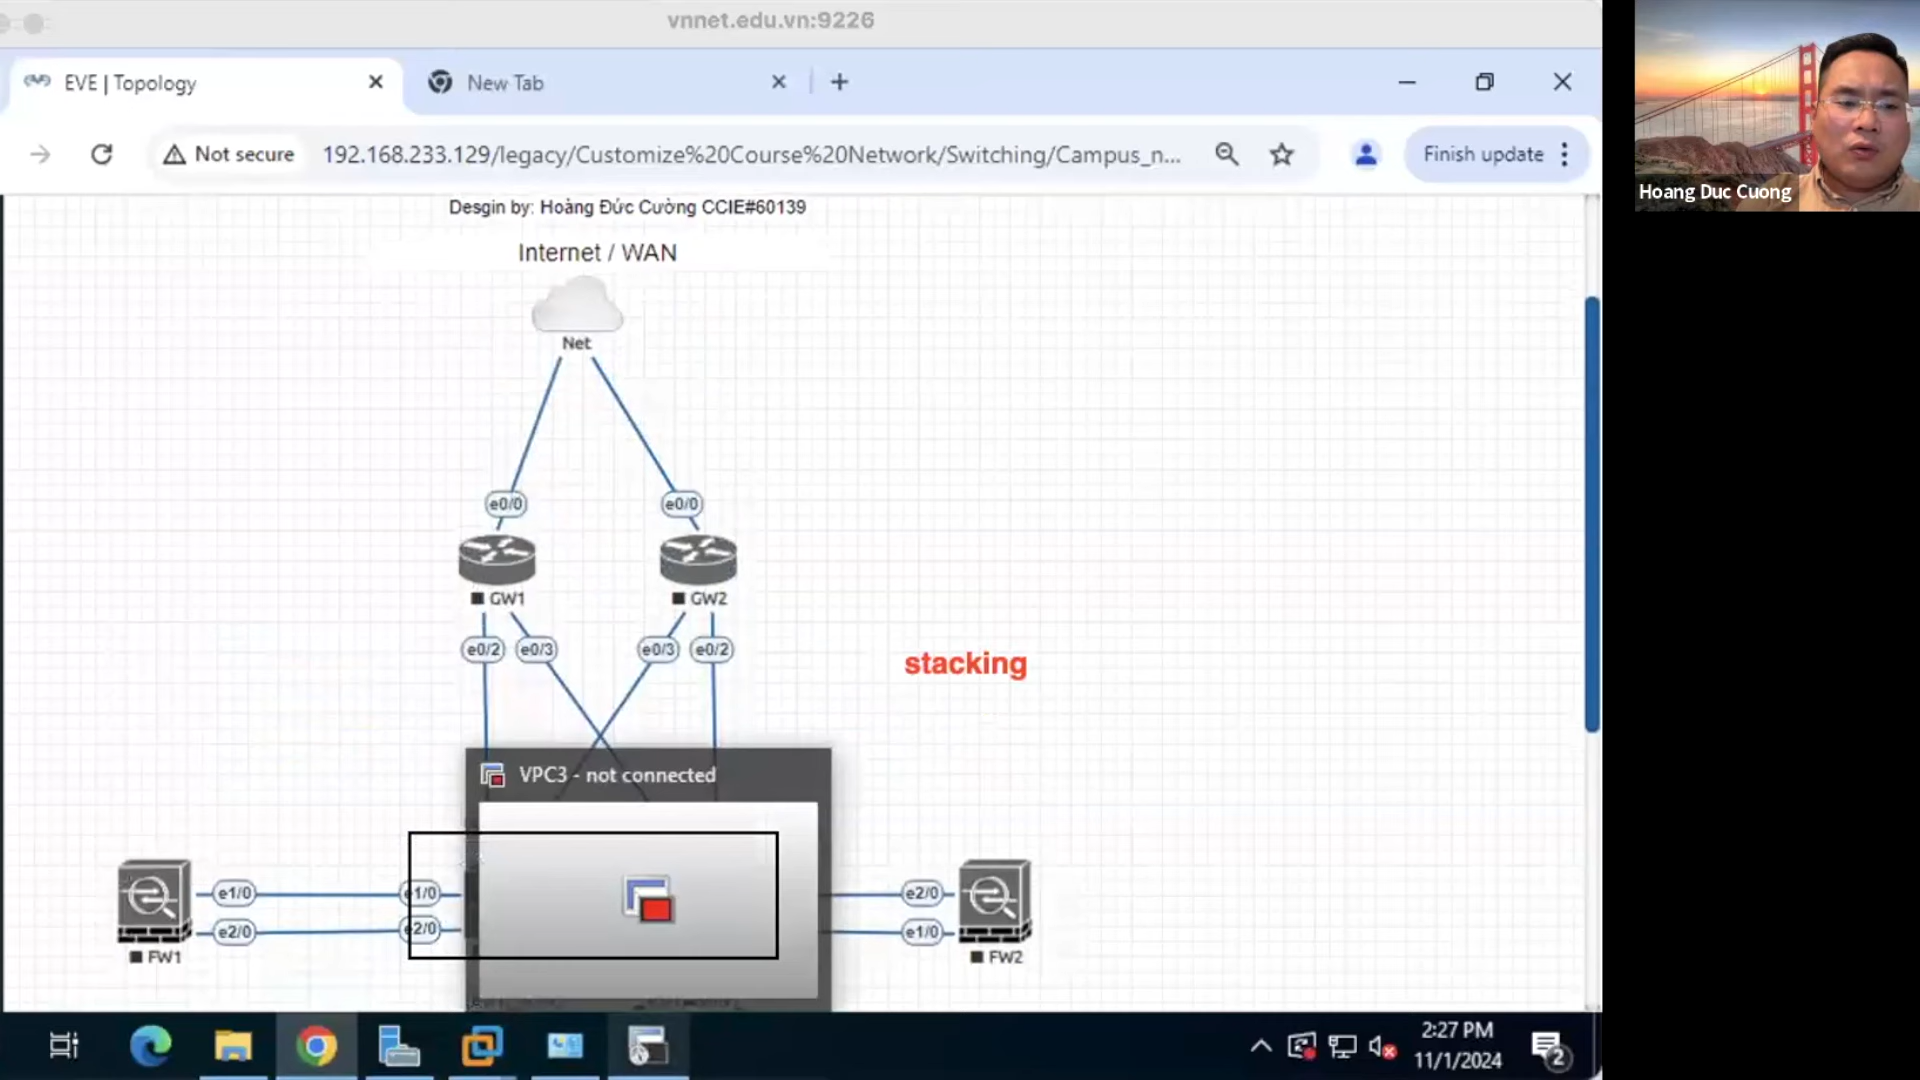 vnnet.edu.vn:9226
EVE | Topology
New Tab
Not secure
192.168.233.129/legacy/Customize%20Course%20Network/Switching/Campus_n...
Finish update
Hoang Duc Cuong
Desgin by: Hoàng Đức Cường CCIE#60139
Internet / WAN
Net
e0/0
e0/0
GW1
GW2
e0/2
e0/3
e0/3
e0/2
stacking
VPC3 - not connected
e1/0
e1/0
e2/0
e2/0
e2/0
e1/0
FW1
FW2
2:27 PM
11/1/2024
2